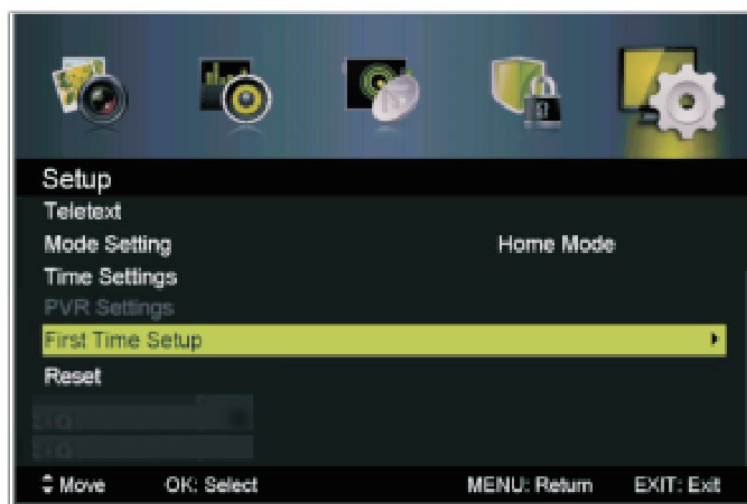 Setup
Teletext
Mode Setting Home Mode
Time Settings
PVR Settings
First Time Setup
Reset
Move OK: Select MENU: Return EXIT: Exit